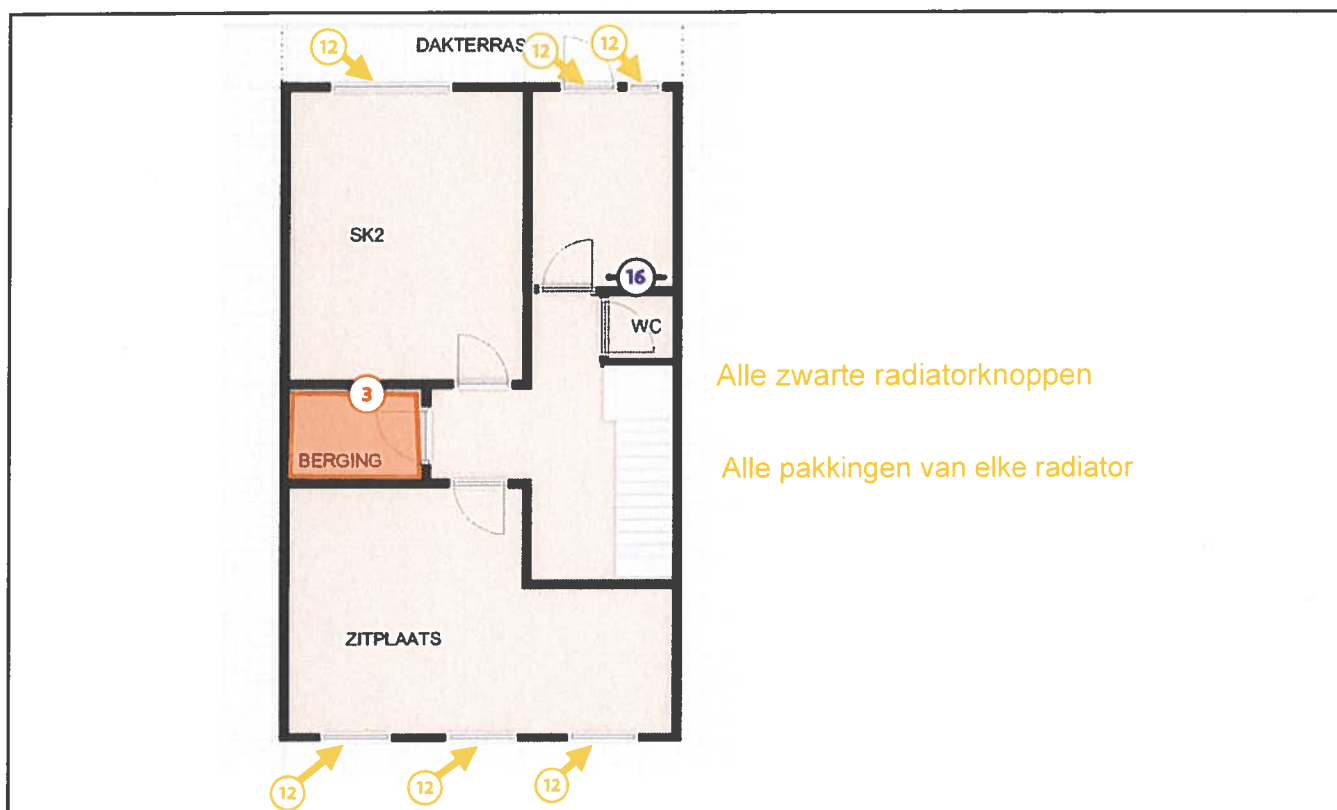 12
DAKTERRAS
12
12
SK2
16
WC
Alle zwarte radiatorknoppen
3
BERGING
Alle pakkingen van elke radiator
ZITPLAATS
12
12
12